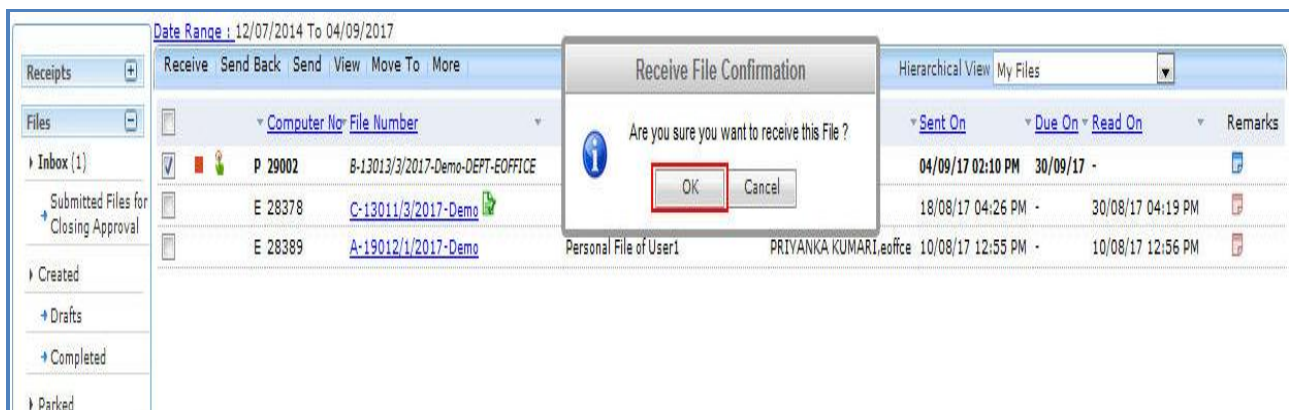 Date Range : 12/07/2014 To 04/09/2017
Receipts
Receive Send Back Send View Move To More
Hierarchical View My Files
Receive File Confirmation
Are you sure you want to receive this File ?
OK Cancel
Files
Computer No File Number Sent On Due On Read On Remarks
Inbox (1)
P 29002 B-13013/3/2017-Demo-DEPT-EOFFICE 04/09/17 02:10 PM 30/09/17 -
Submitted Files for
Closing Approval
E 28378 C-13011/3/2017-Demo 18/08/17 04:26 PM - 30/08/17 04:19 PM
E 28389 A-19012/1/2017-Demo Personal File of User1 PRIYANKA KUMARI,eoffce 10/08/17 12:55 PM - 10/08/17 12:56 PM
Created
Drafts
Completed
Parked